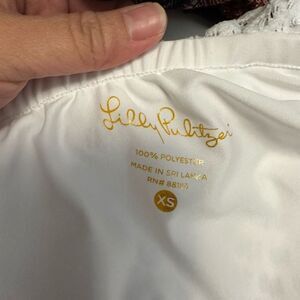 Lilly Pulitzer
100% POLYESTER
MADE IN SRI LANKA
RN#
XS